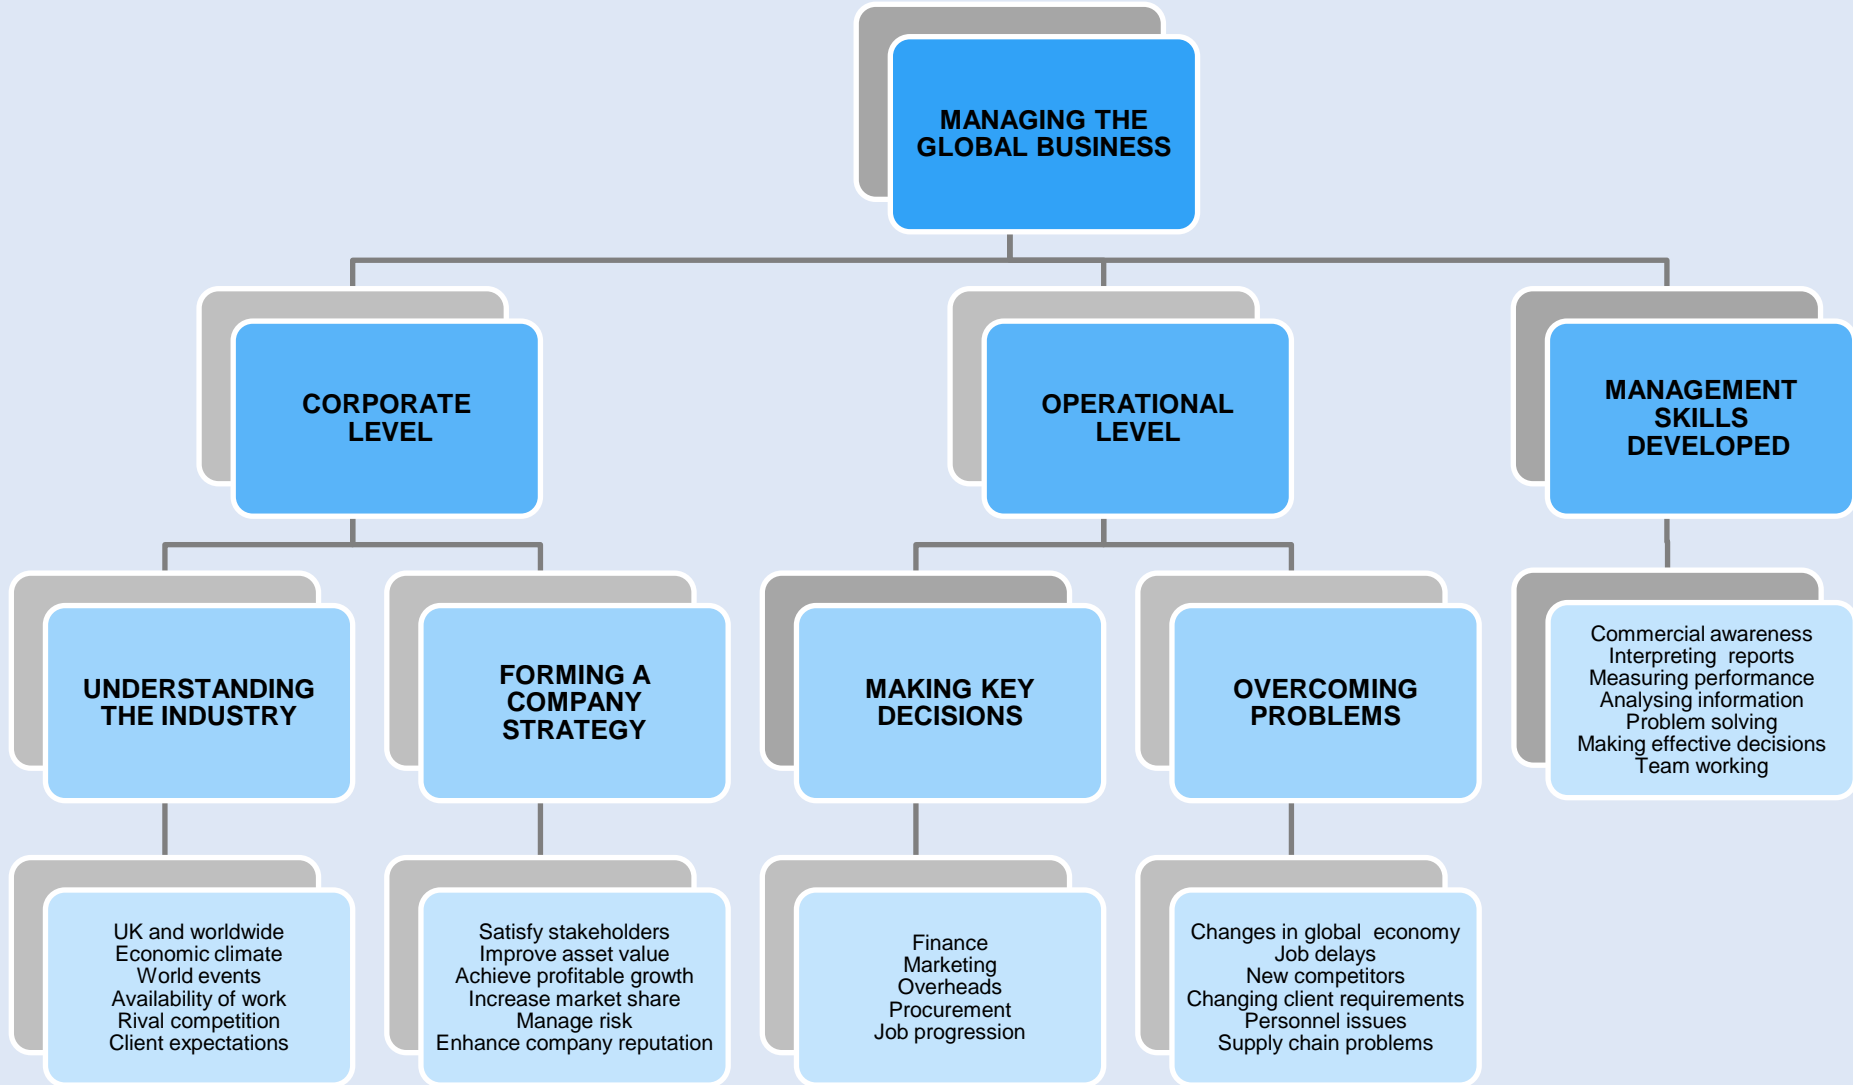 MANAGING THE
GLOBAL BUSINESS
CORPORATE
LEVEL
OPERATIONAL
LEVEL
MANAGEMENT
SKILLS
DEVELOPED
UNDERSTANDING
THE INDUSTRY
FORMING A
COMPANY
STRATEGY
MAKING KEY
DECISIONS
OVERCOMING
PROBLEMS
Commercial awareness
Interpreting  reports
Measuring performance
Analysing information
Problem solving
Making effective decisions
Team working
UK and worldwide
Economic climate
World events
Availability of work
Rival competition
Client expectations
Satisfy stakeholders
Improve asset value
Achieve profitable growth
Increase market share
Manage risk
Enhance company reputation
Finance
Marketing
Overheads
Procurement
Job progression
Changes in global  economy
Job delays
New competitors
Changing client requirements
Personnel issues
Supply chain problems